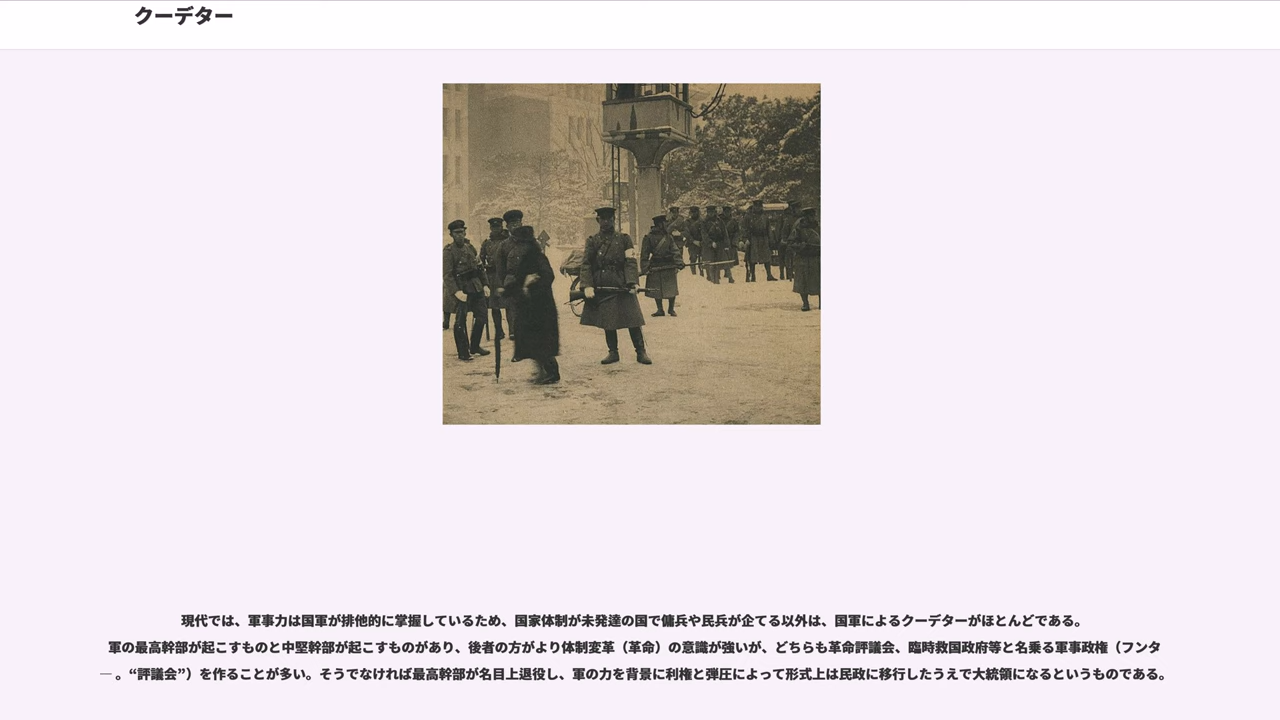 クーデター
現代では、軍事力は国軍が排他的に掌握しているため、国家体制が未発達の国で傭兵や民兵が企てる以外は、国軍によるクーデターがほとんどである。
軍の最高幹部が起こすものと中堅幹部が起こすものがあり、後者の方がより体制変革（革命）の意識が強いが、どちらも革命評議会、臨時救国政府等と名乗る軍事政権（フンタ
―。“評議会”）を作ることが多い。そうでなければ最高幹部が名目上退役し、軍の力を背景に利権と弾圧によって形式上は民政に移行したうえで大統領になるというものである。